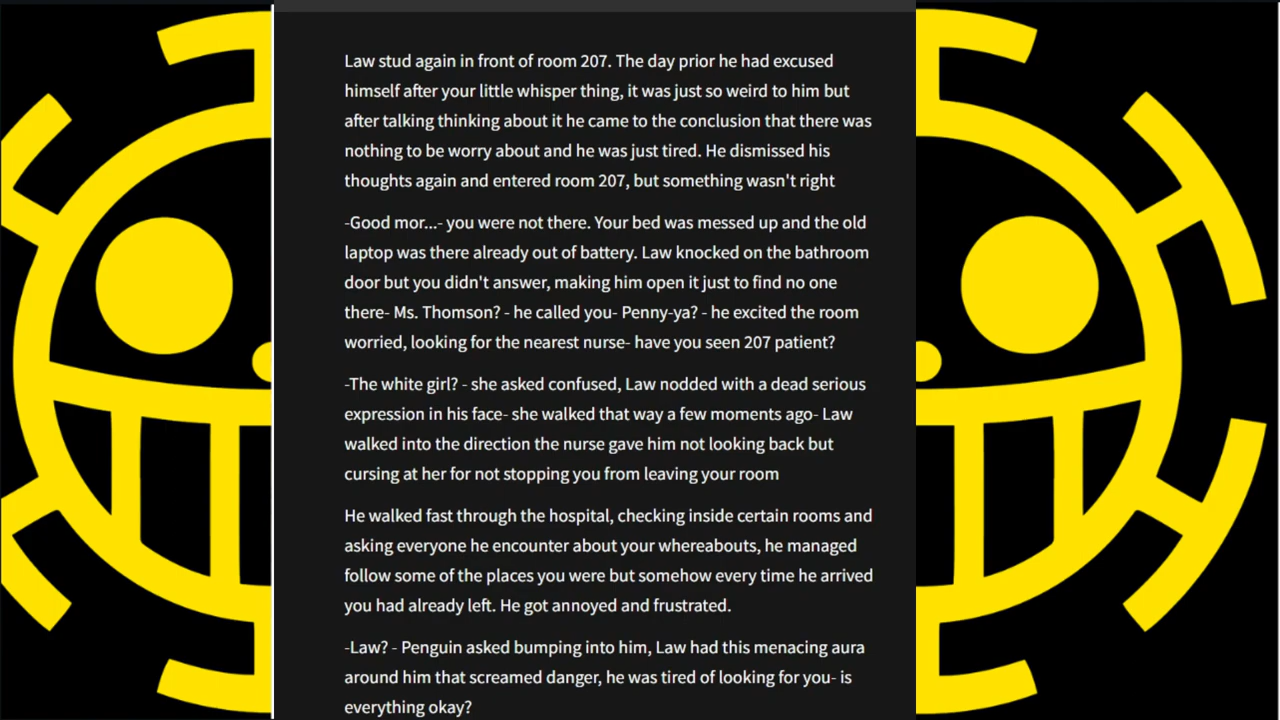 Law stud again in front of room 207. The day prior he had excused
himself after your little whisper thing, it was just so weird to him but
after talking thinking about it he came to the conclusion that there was
nothing to be worry about and he was just tired. He dismissed his
thoughts again and entered room 207, but something wasn't right
-Good mor...- you were not there. Your bed was messed up and the old
laptop was there already out of battery. Law knocked on the bathroom
door but you didn't answer, making him open it just to find no one
there- Ms. Thomson? - he called you- Penny-ya? - he excited the room
worried, looking for the nearest nurse- have you seen 207 patient?
-The white girl? - she asked confused, Law nodded with a dead serious
expression in his face- she walked that way a few moments ago- Law
walked into the direction the nurse gave him not looking back but
cursing at her for not stopping you from leaving your room
He walked fast through the hospital, checking inside certain rooms and
asking everyone he encounter about your whereabouts, he managed
follow some of the places you were but somehow every time he arrived
you had already left. He got annoyed and frustrated.
-Law? - Penguin asked bumping into him, Law had this menacing aura
around him that screamed danger, he was tired of looking for you- is
everything okay?